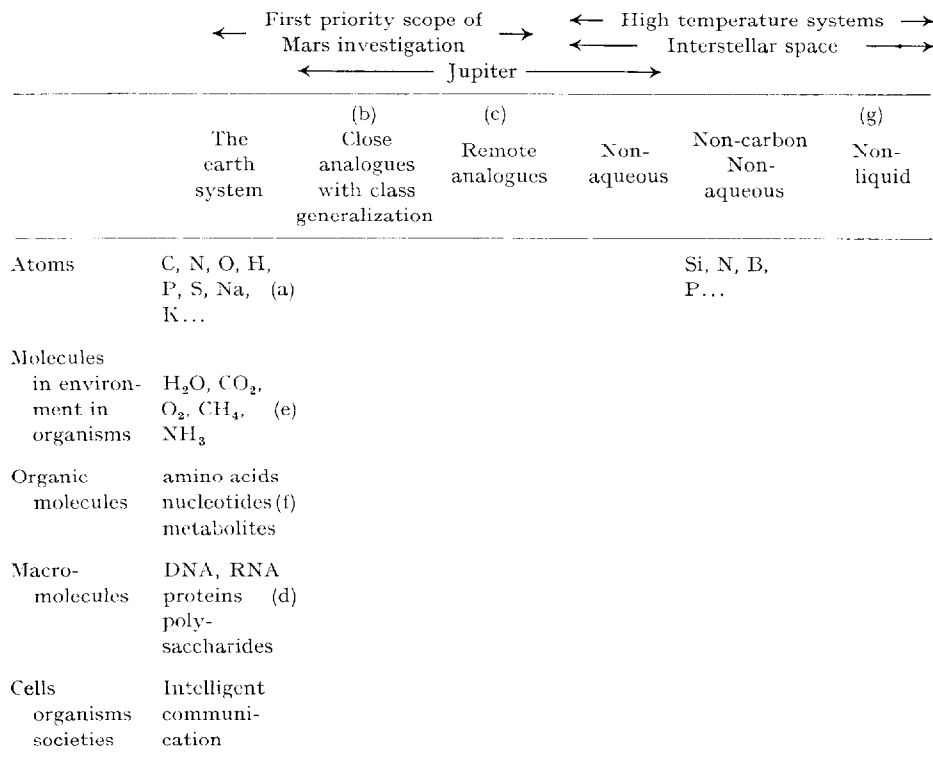 First priority scope of
Mars investigation
High temperature systems
Interstellar space
Jupiter
The
earth
system
(b)
Close
analogues
with class
generalization
(c)
Remote
analogues
Non-
aqueous
Non-carbon
Non-
aqueous
(g)
Non-
liquid
Atoms
C, N, O, H,
P, S, Na, (a)
K...
Si, N, B,
P...
Molecules
in environ-
ment in
organisms
H₂O, CO₂,
O₂, CH₄, (e)
NH₃
Organic
molecules
amino acids
nucleotides (f)
metabolites
Macro-
molecules
DNA, RNA
proteins (d)
poly-
saccharides
Cells
organisms
societies
Intelligent
communi-
cation